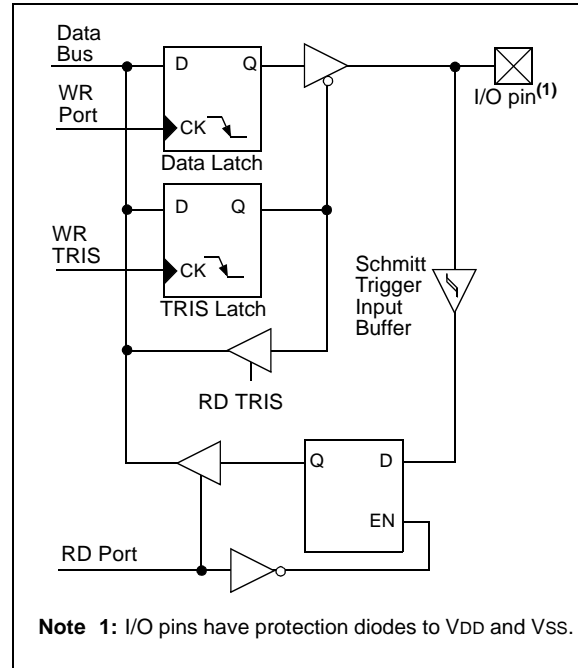 Data
Bus
D
Q
WR
Port
CK
I/O pin(1)
Data Latch
D
Q
WR
TRIS
CK
Schmitt
Trigger
Input
Buffer
TRIS Latch
RD TRIS
Q
D
EN
RD Port
Note 1: I/O pins have protection diodes to VDD and VSS.